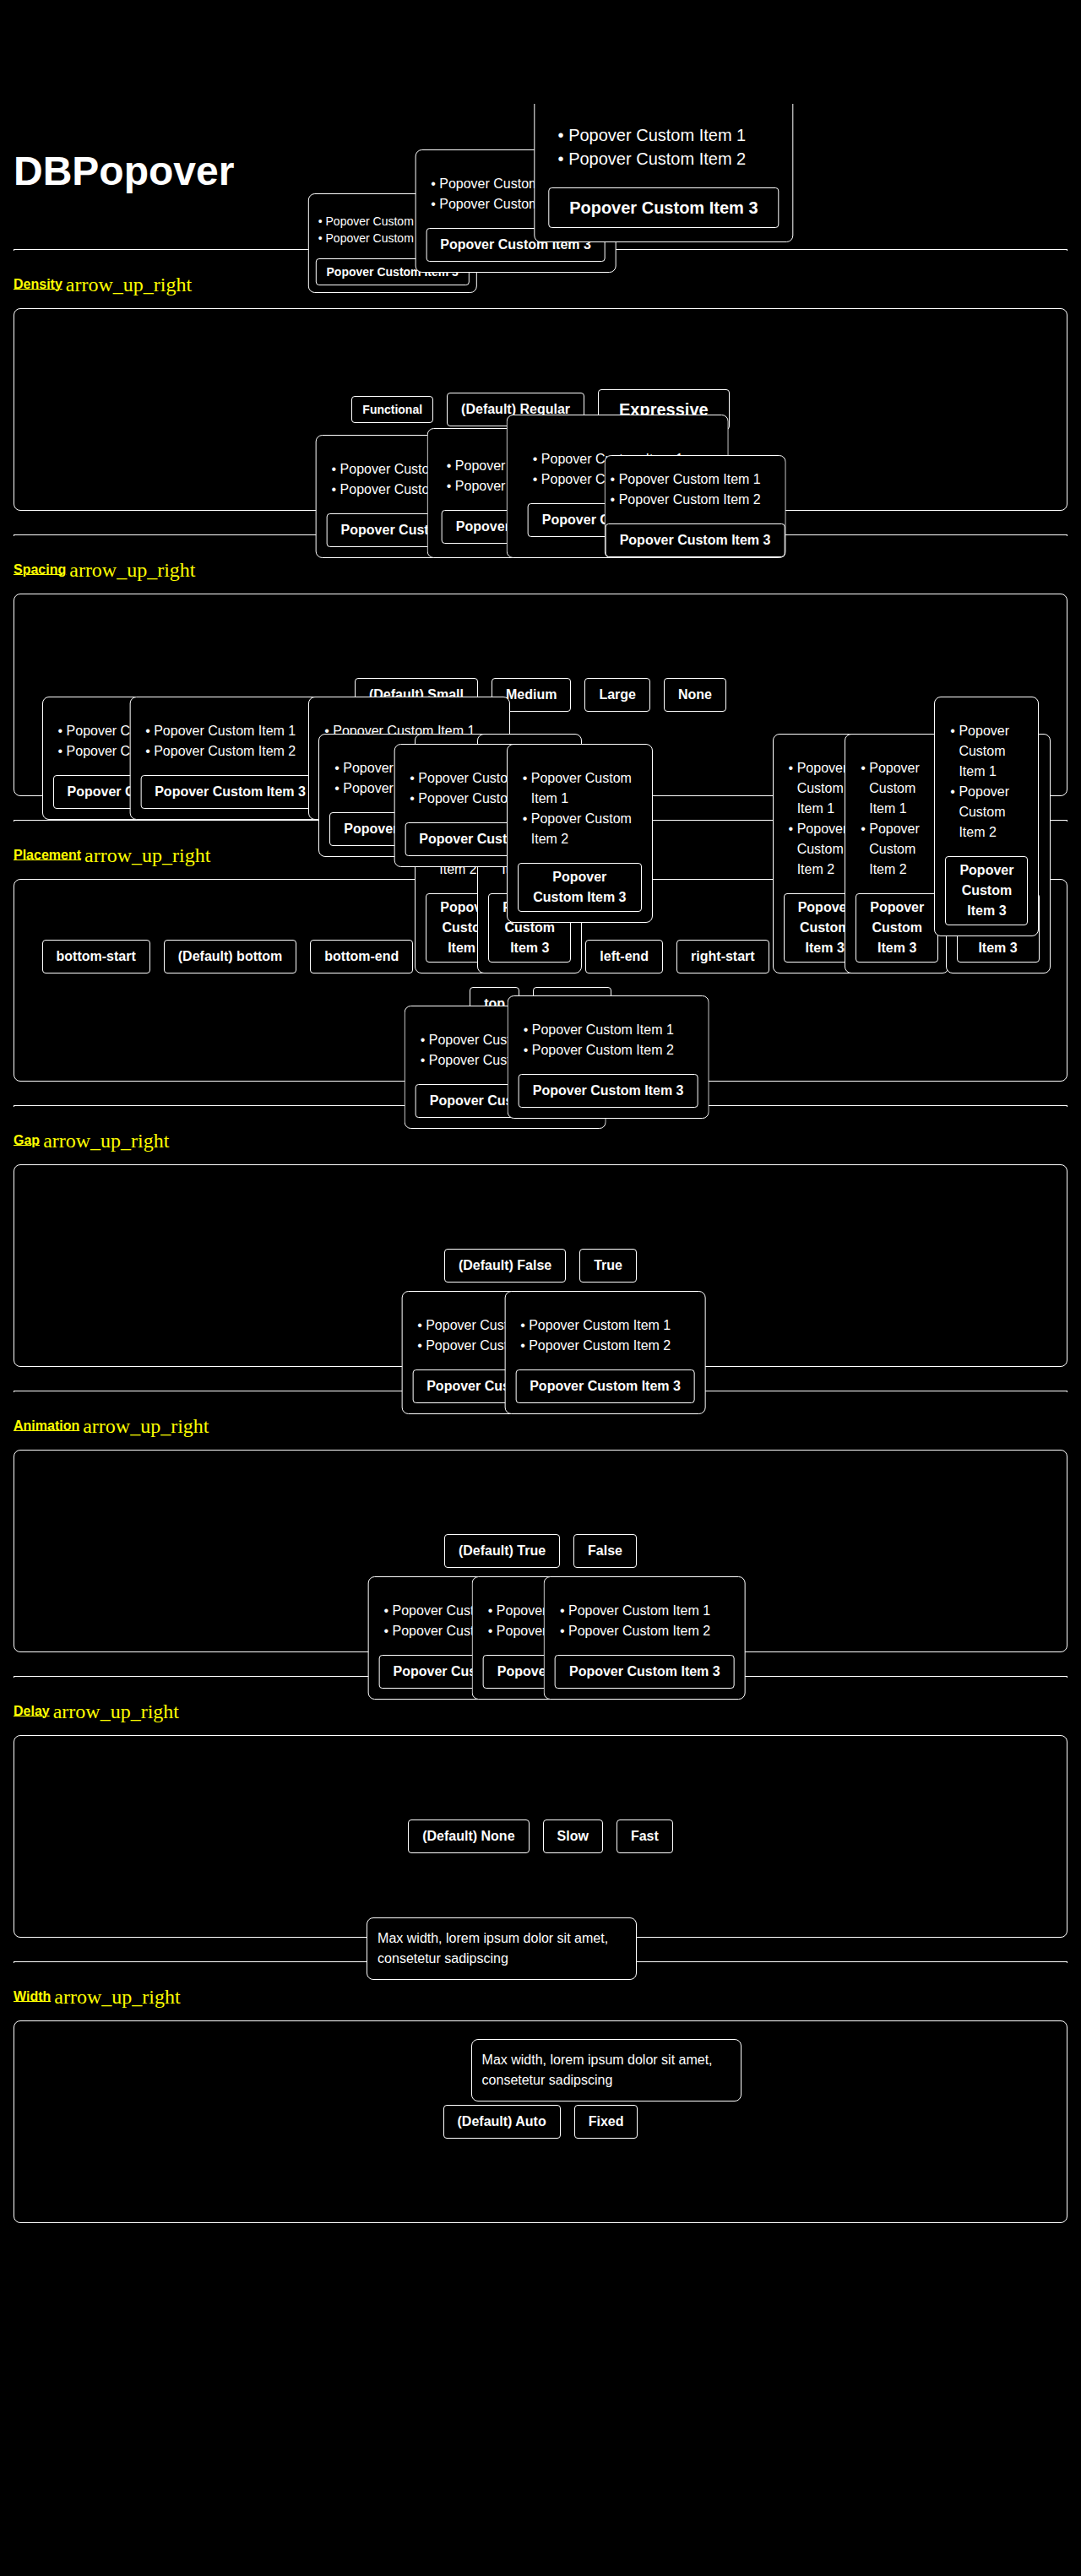 • Popover Custom Item 1
• Popover Custom Item 2
Popover Custom Item 3
DBPopover
• Popover Custom
• Popover Custom
Popover Custom Item 3
• Popover Custom
• Popover Custom
Popover Custom Item 3
Density arrow_up_right
Functional
(Default) Regular
Expressive
• Popover Custo
• Popover Custo
Popover Cust
• Popover
• Popover
Popover
• Popover Custom Item 1
• Popover C
Popover C
• Popover Custom Item 1
• Popover Custom Item 2
Popover Custom Item 3
Spacing arrow_up_right
(Default) Small
Medium
Large
None
• Popover C
• Popover C
Popover C
• Popover Custom Item 1
• Popover Custom Item 2
Popover Custom Item 3
• Popover Custom Item 1
• Popover
• Popover
Popover
• Popover Custo
• Popover Custo
Popover Cust
• Popover Custom
Item 1
• Popover Custom
Item 2
Popover
Custom Item 3
Item 2
Popov
Custo
Item
Custom
Item 3
• Popover
Custom
Item 1
• Popover
Custom
Item 2
Popove
Custom
Item 3
• Popover
Custom
Item 1
• Popover
Custom
Item 2
Popover
Custom
Item 3
• Popover
Custom
Item 1
• Popover
Custom
Item 2
Popover
Custom
Item 3
Item 3
Placement arrow_up_right
bottom-start
(Default) bottom
bottom-end
left-end
right-start
top
• Popover Cus
• Popover Cus
Popover Cus
• Popover Custom Item 1
• Popover Custom Item 2
Popover Custom Item 3
Gap arrow_up_right
(Default) False
True
• Popover Cust
• Popover Cust
Popover Cus
• Popover Custom Item 1
• Popover Custom Item 2
Popover Custom Item 3
Animation arrow_up_right
(Default) True
False
• Popover Cust
• Popover Cust
Popover Cus
• Popover
• Popover
Popove
• Popover Custom Item 1
• Popover Custom Item 2
Popover Custom Item 3
Delay arrow_up_right
(Default) None
Slow
Fast
Max width, lorem ipsum dolor sit amet,
consetetur sadipscing
Width arrow_up_right
Max width, lorem ipsum dolor sit amet,
consetetur sadipscing
(Default) Auto
Fixed